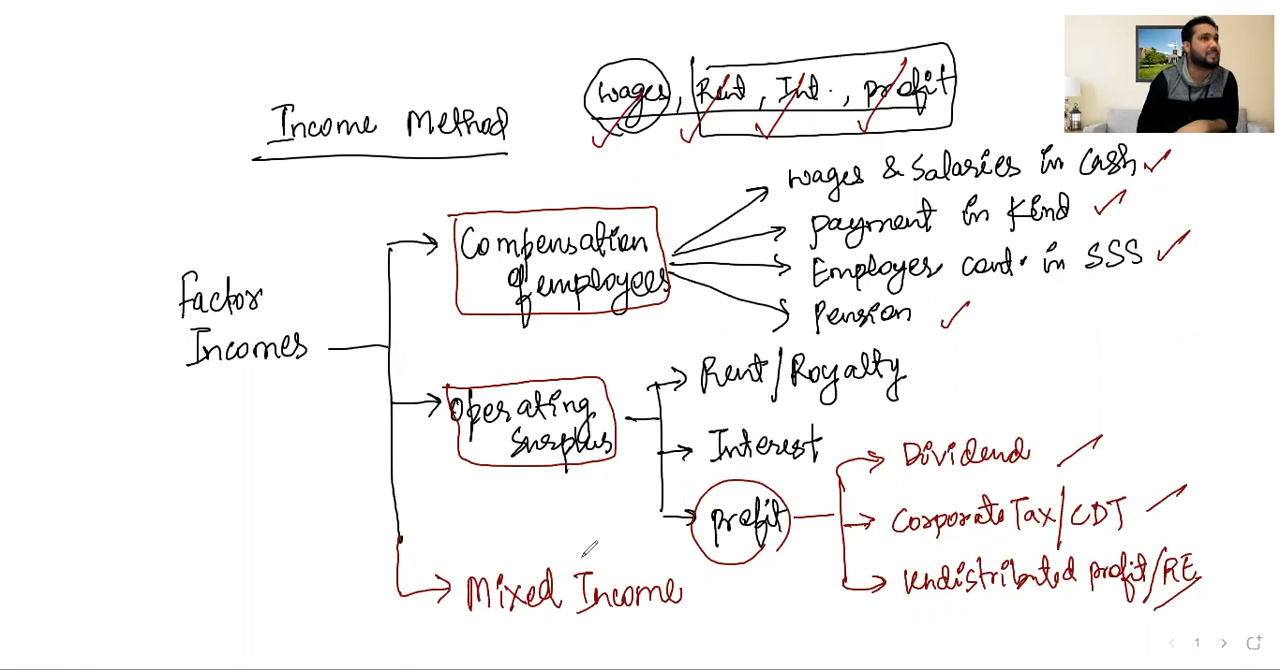 wages, Rent, Int., profit
Income Method
wages & Salaries in Cash
payment in Kind
Employers cont. in SSS
Pension
Compensation
of employees
Factor
Incomes
Rent/Royalty
Operating
Surplus
Interest
Dividend
profit
Corporate Tax/CDT
Undistributed profit/RE
Mixed Income
1